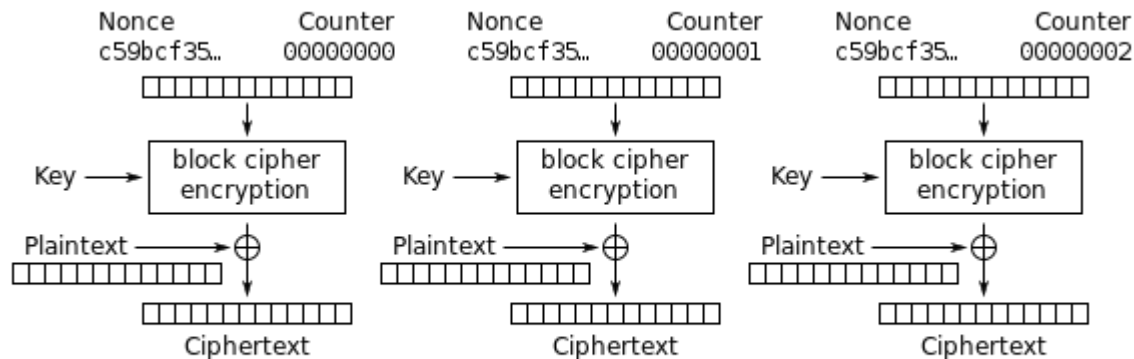 Nonce Counter Nonce Counter Nonce Counter
c59bcf35… 00000000 c59bcf35… 00000001 c59bcf35… 00000002
block cipher encryption block cipher encryption block cipher encryption
Key Key Key
Plaintext Plaintext Plaintext
Ciphertext Ciphertext Ciphertext